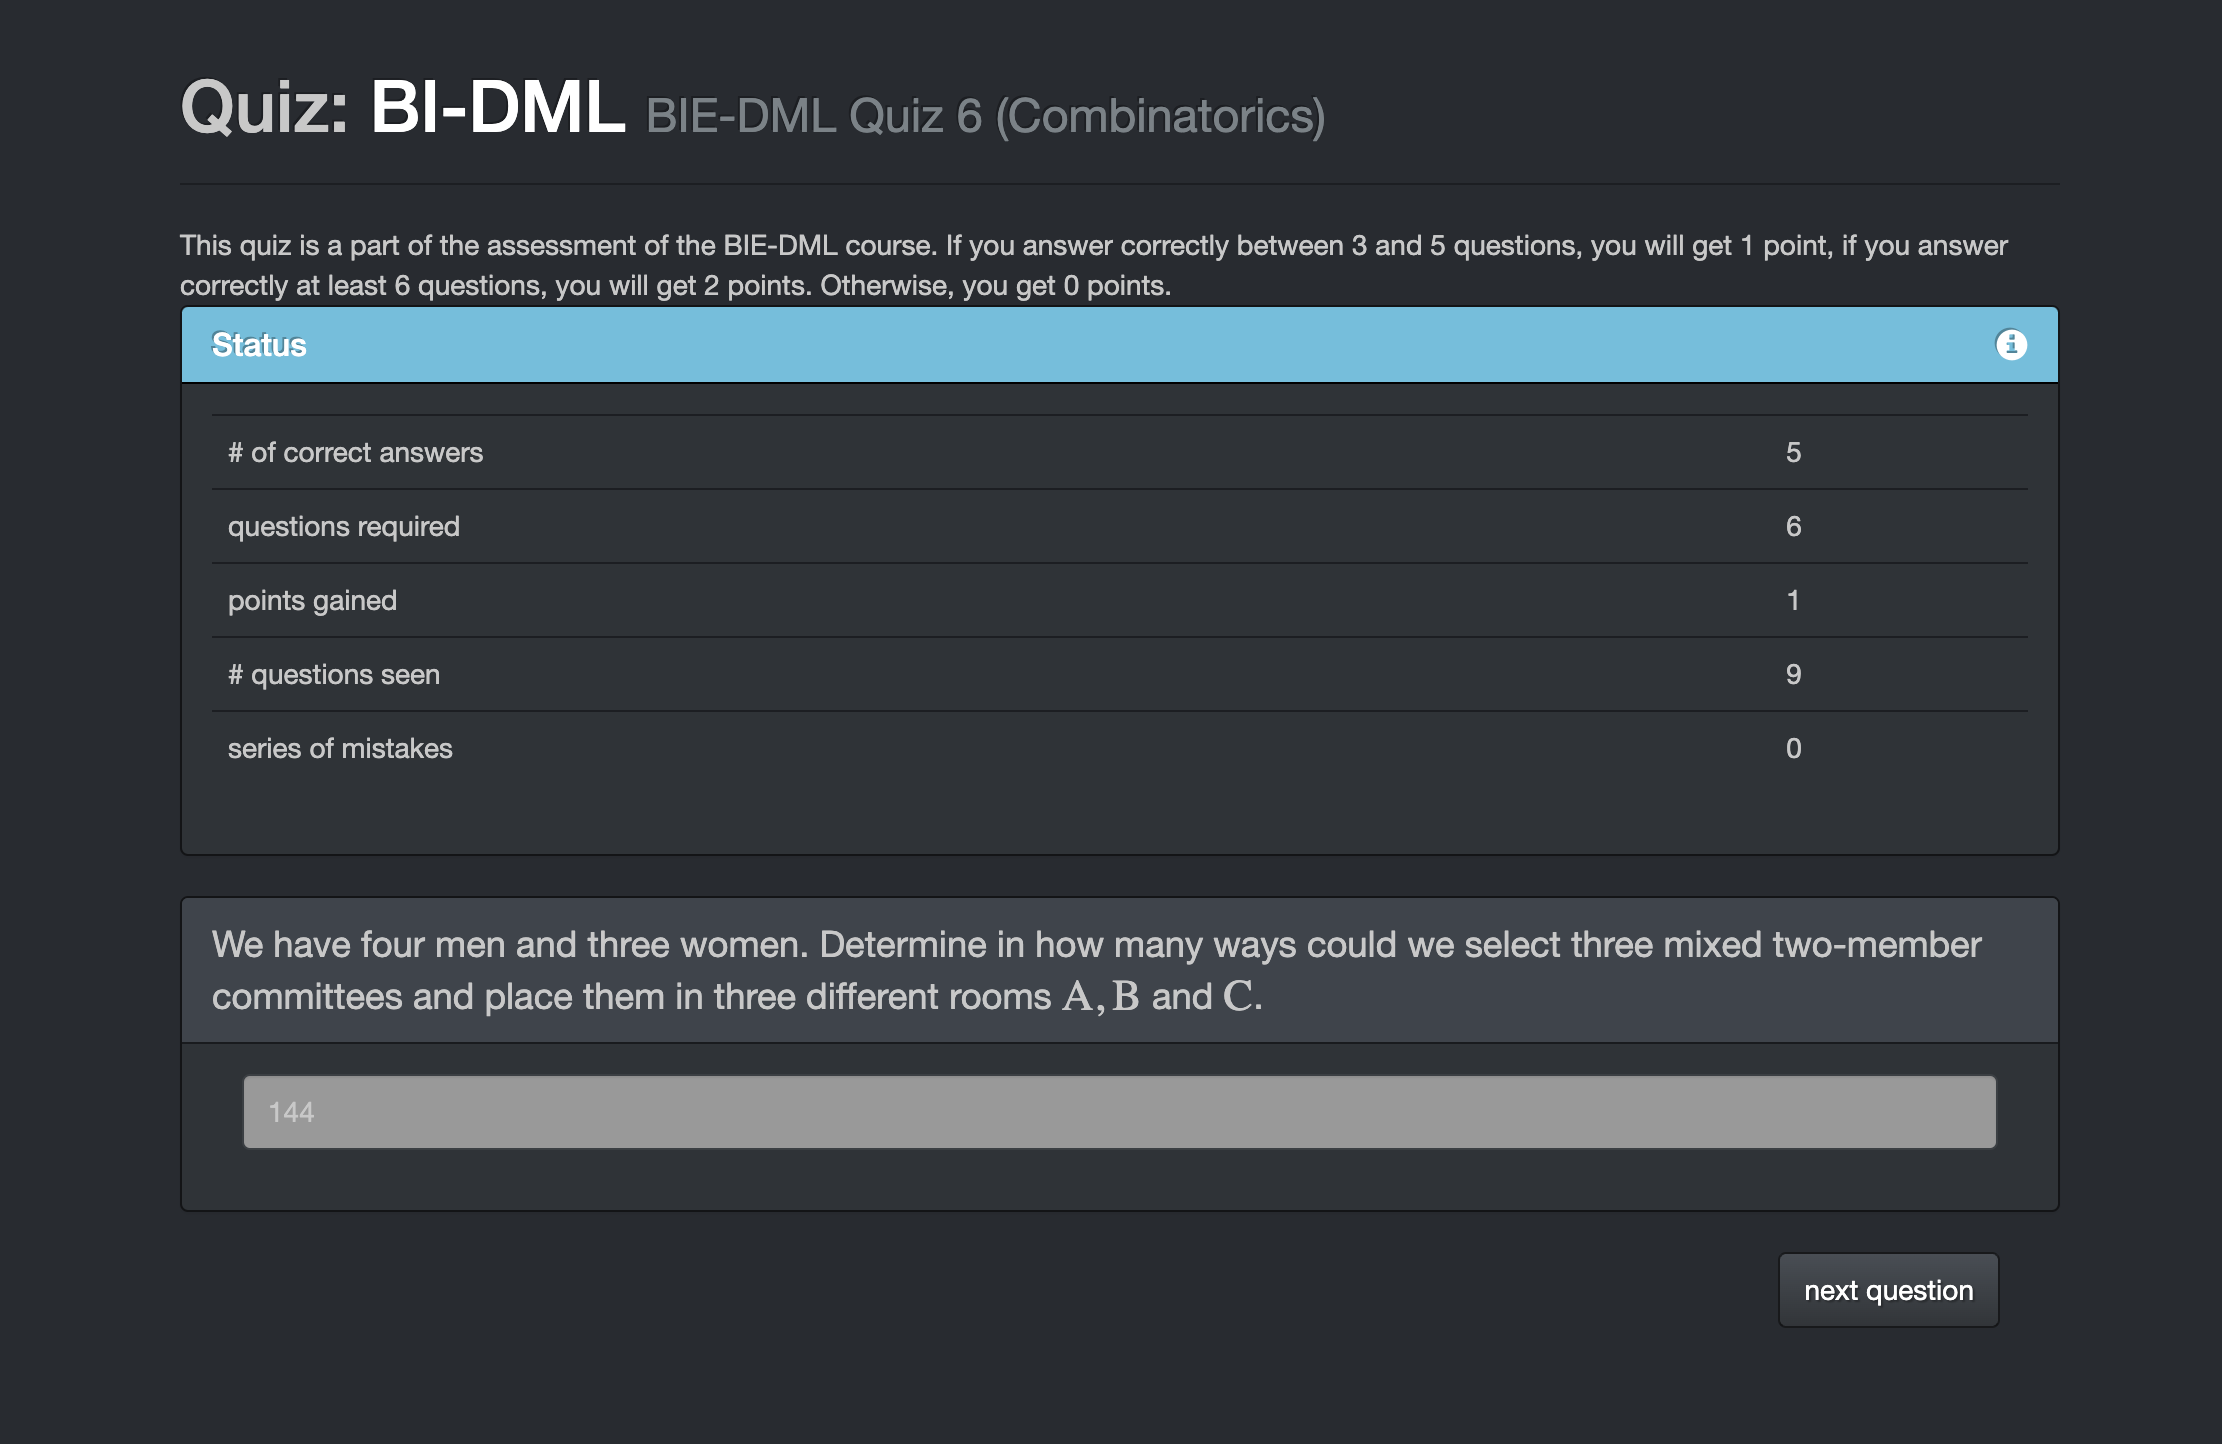 Quiz: BI-DML BIE-DML Quiz 6 (Combinatorics)
This quiz is a part of the assessment of the BIE-DML course. If you answer correctly between 3 and 5 questions, you will get 1 point, if you answer
correctly at least 6 questions, you will get 2 points. Otherwise, you get 0 points.
Status
# of correct answers 5
questions required 6
points gained 1
# questions seen 9
series of mistakes 0
We have four men and three women. Determine in how many ways could we select three mixed two-member
committees and place them in three different rooms A, B and C.
144
next question